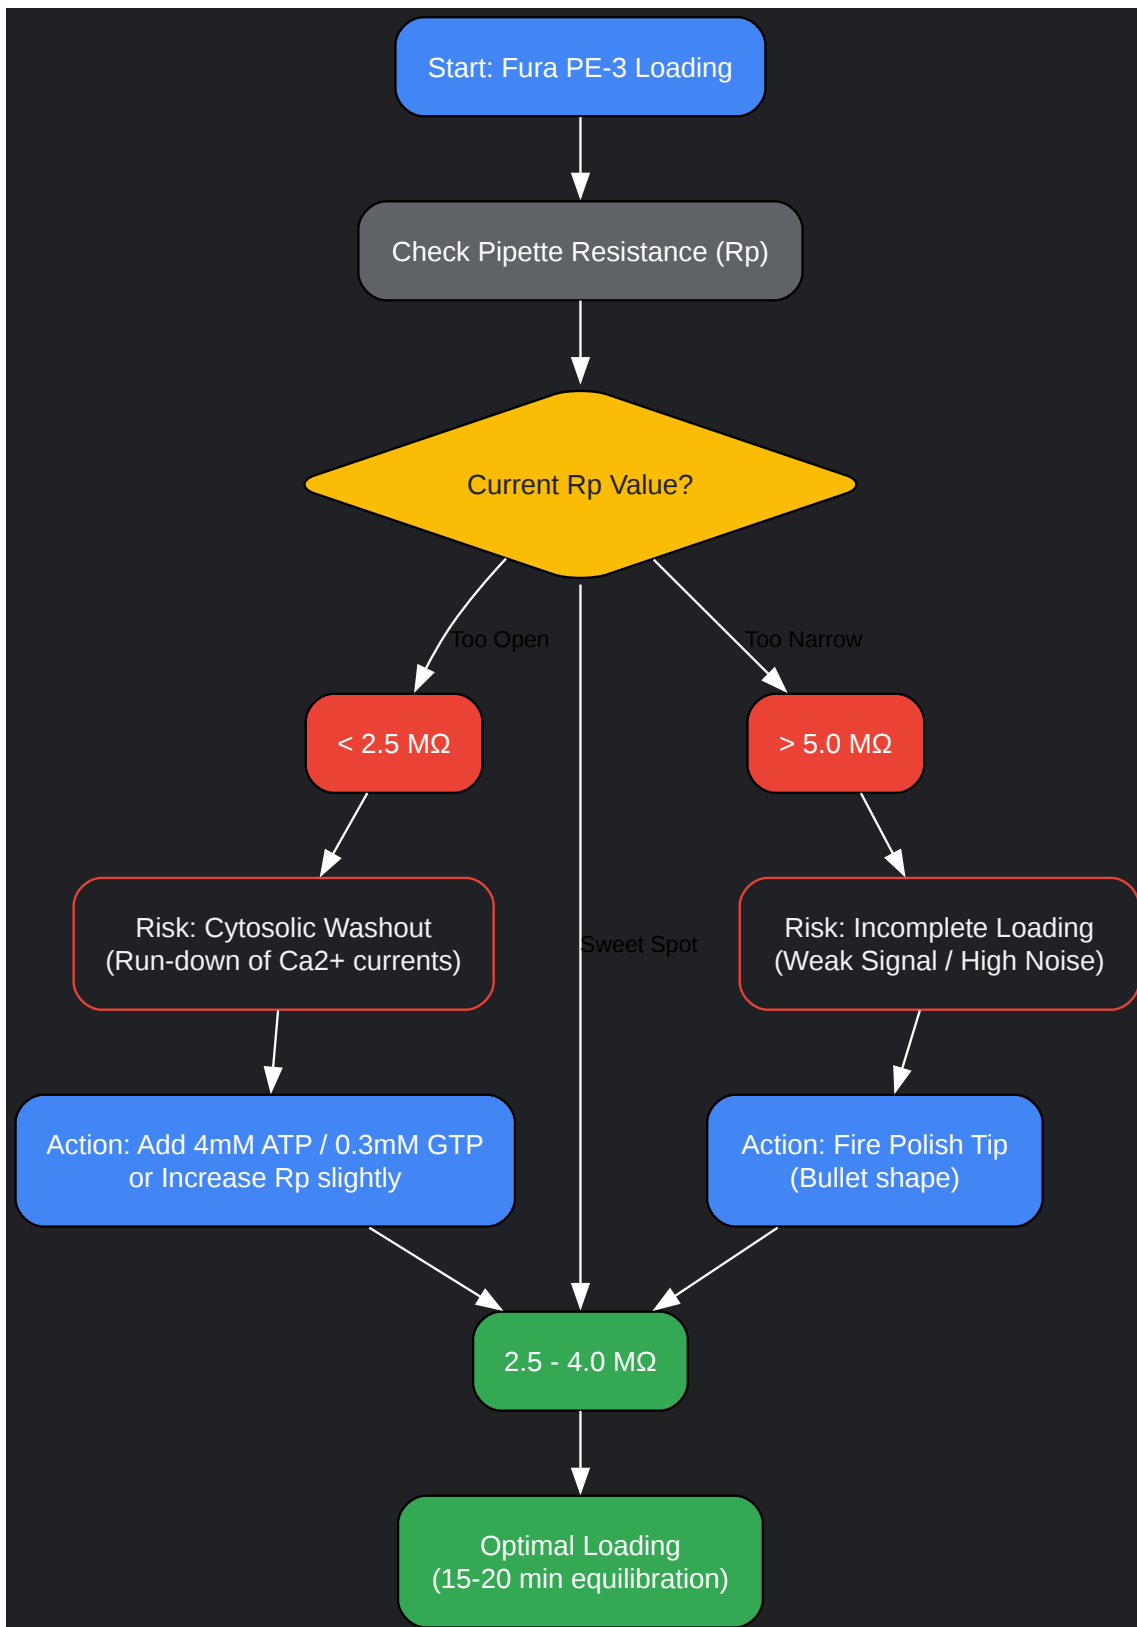 Start: Fura PE-3 Loading
Check Pipette Resistance (Rp)
Current Rp Value?
Too Open
Too Narrow
< 2.5 MΩ
> 5.0 MΩ
Risk: Cytosolic Washout
(Run-down of Ca2+ currents)
Sweet Spot
Risk: Incomplete Loading
(Weak Signal / High Noise)
Action: Add 4mM ATP / 0.3mM GTP
or Increase Rp slightly
Action: Fire Polish Tip
(Bullet shape)
2.5 - 4.0 MΩ
Optimal Loading
(15-20 min equilibration)